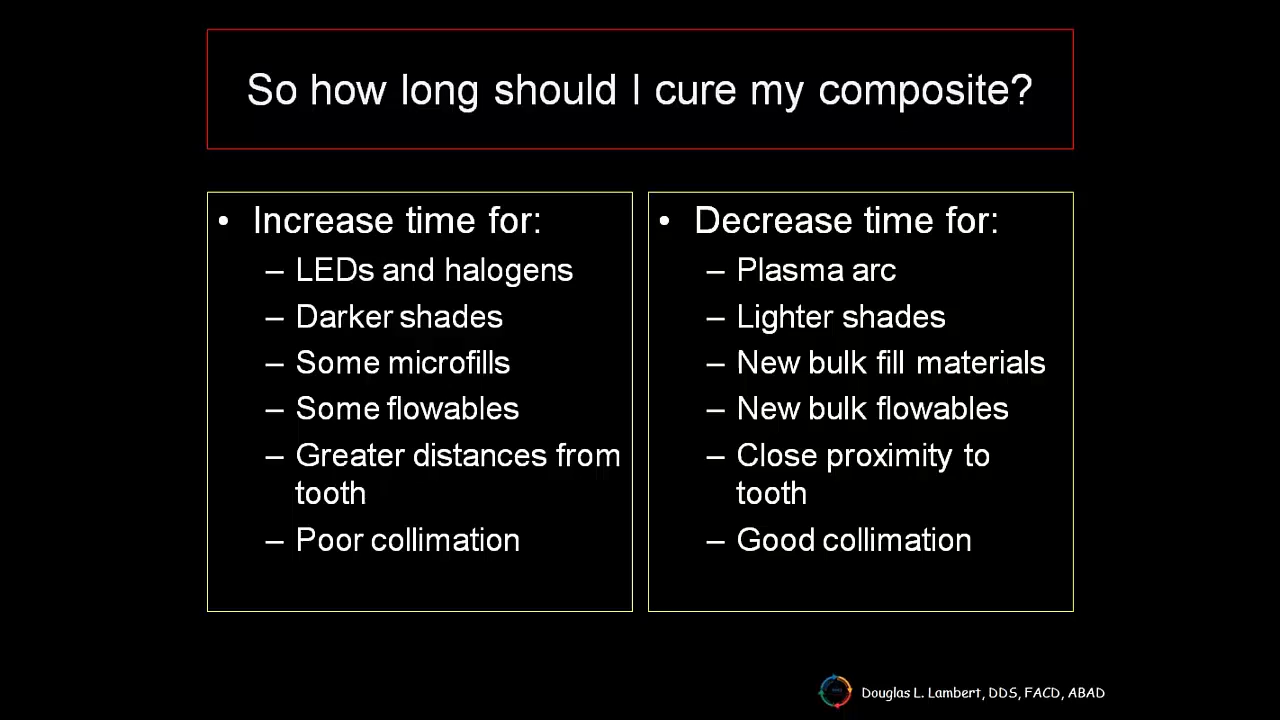 So how long should I cure my composite?
• Increase time for:
– LEDs and halogens
– Darker shades
– Some microfills
– Some flowables
– Greater distances from
tooth
– Poor collimation
• Decrease time for:
– Plasma arc
– Lighter shades
– New bulk fill materials
– New bulk flowables
– Close proximity to
tooth
– Good collimation
Douglas L. Lambert, DDS, FACD, ABAD